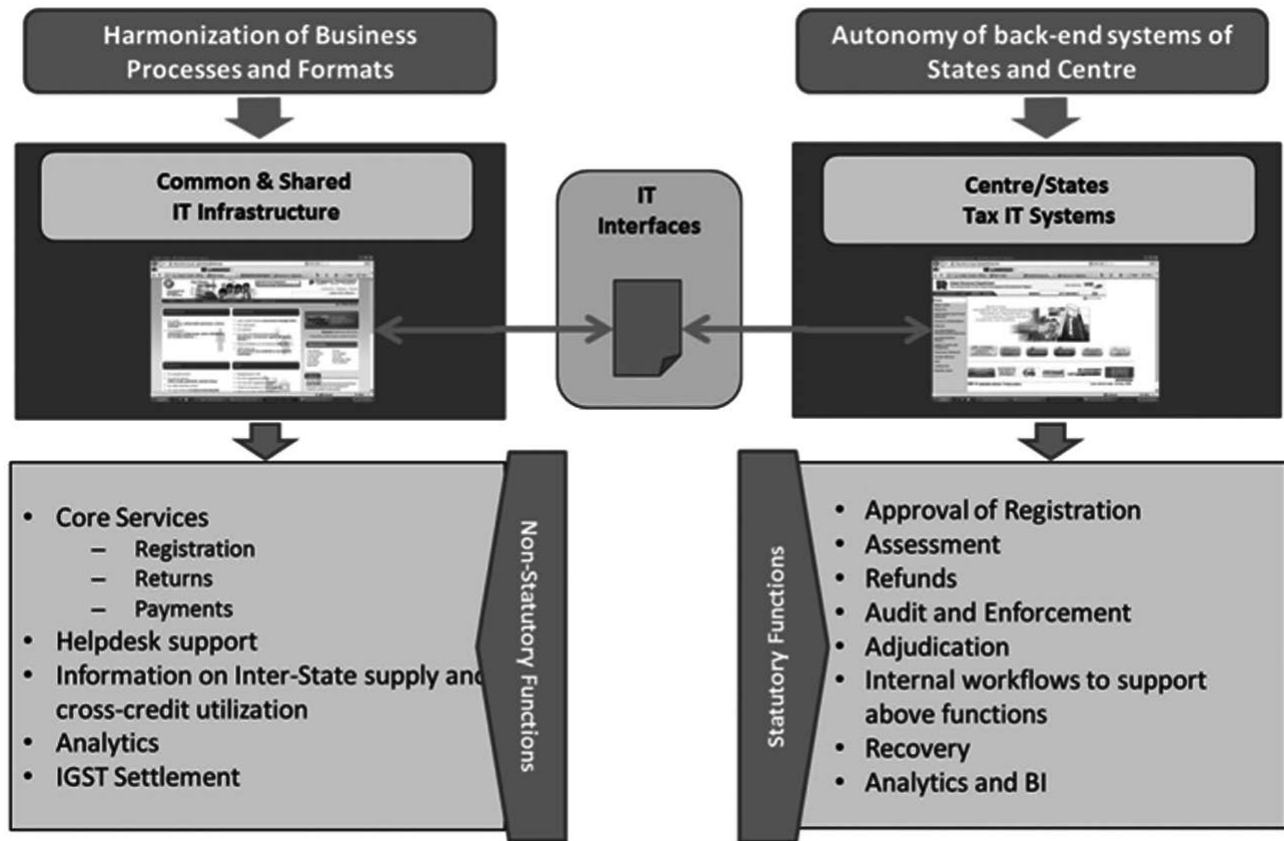 Harmonization of Business
Processes and Formats
Autonomy of back-end systems of
States and Centre
Common & Shared
IT Infrastructure
IT
Interfaces
Centre/States
Tax IT Systems
• Core Services
– Registration
– Returns
– Payments
• Helpdesk support
• Information on Inter-State supply and
cross-credit utilization
• Analytics
• IGST Settlement
Non-Statutory Functions
Statutory Functions
• Approval of Registration
• Assessment
• Refunds
• Audit and Enforcement
• Adjudication
• Internal workflows to support
above functions
• Recovery
• Analytics and BI